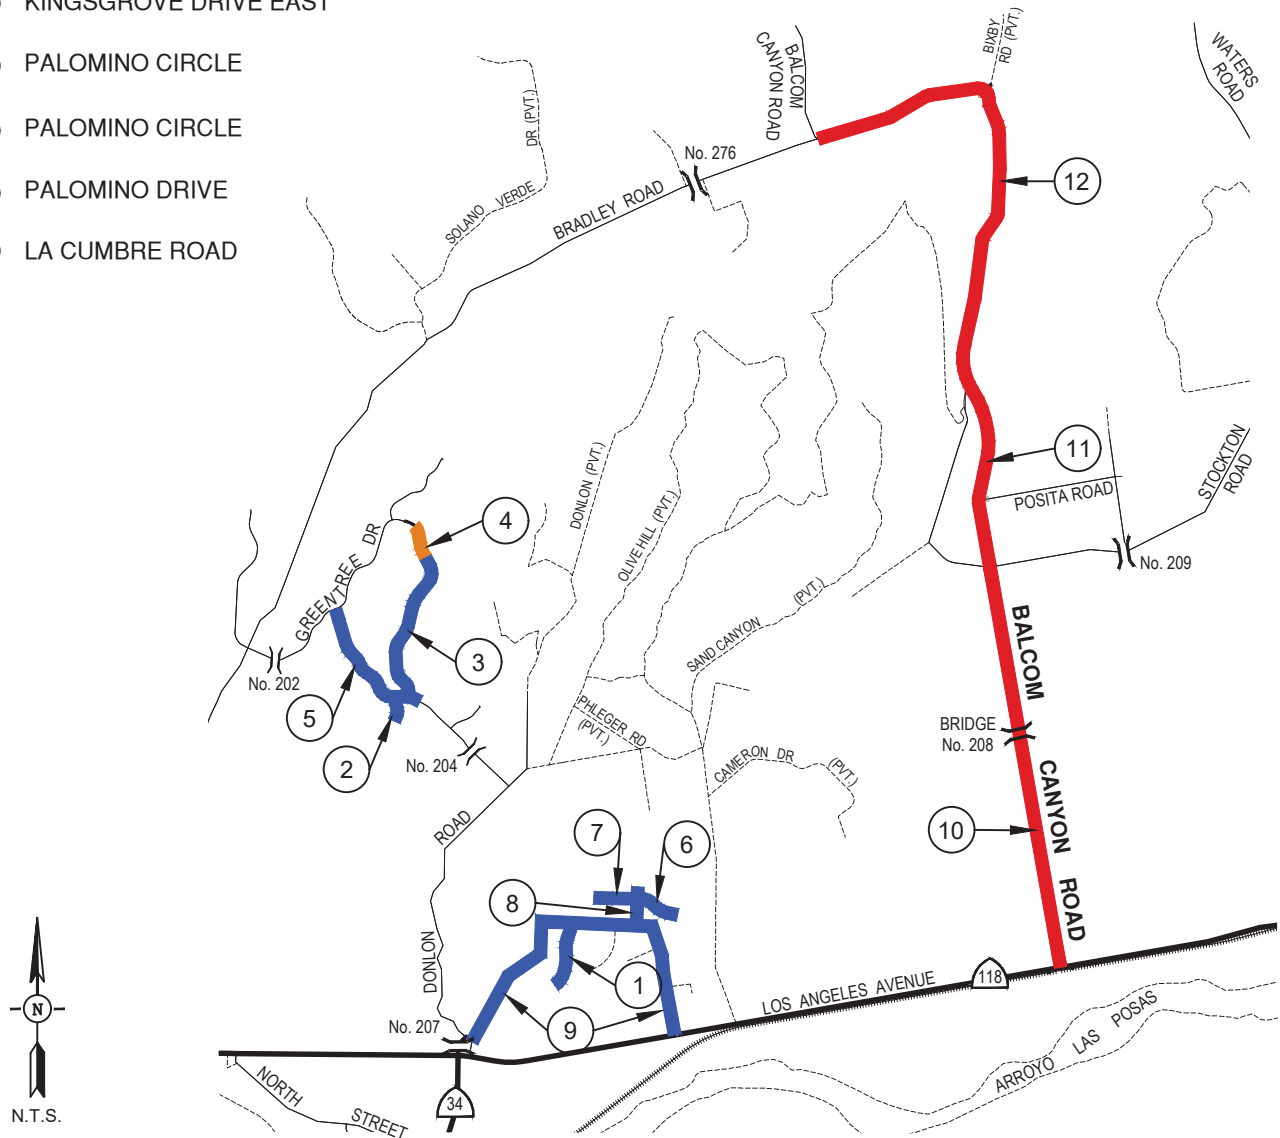 KINGSGROVE DRIVE EAST
PALOMINO CIRCLE
PALOMINO CIRCLE
PALOMINO DRIVE
LA CUMBRE ROAD
BALCOM
CANYON ROAD
BIXBY
RD (PVT.)
WATERS
ROAD
SOLANO VERDE
DR (PVT.)
No. 276
BRADLEY ROAD
12
11
POSITA ROAD
STOCKTON
ROAD
No. 209
GREENTREE DR
4
3
5
2
No. 202
No. 204
DONLON (PVT.)
OLIVE HILL (PVT.)
SAND CANYON
(PVT.)
PHLEGER RD
(PVT.)
CAMERON DR
(PVT.)
BRIDGE
No. 208
BALCOM CANYON ROAD
10
DONLON
ROAD
7
6
8
1
9
No. 207
LOS ANGELES AVENUE
118
34
NORTH
STREET
ARROYO LAS POSAS
N
N.T.S.